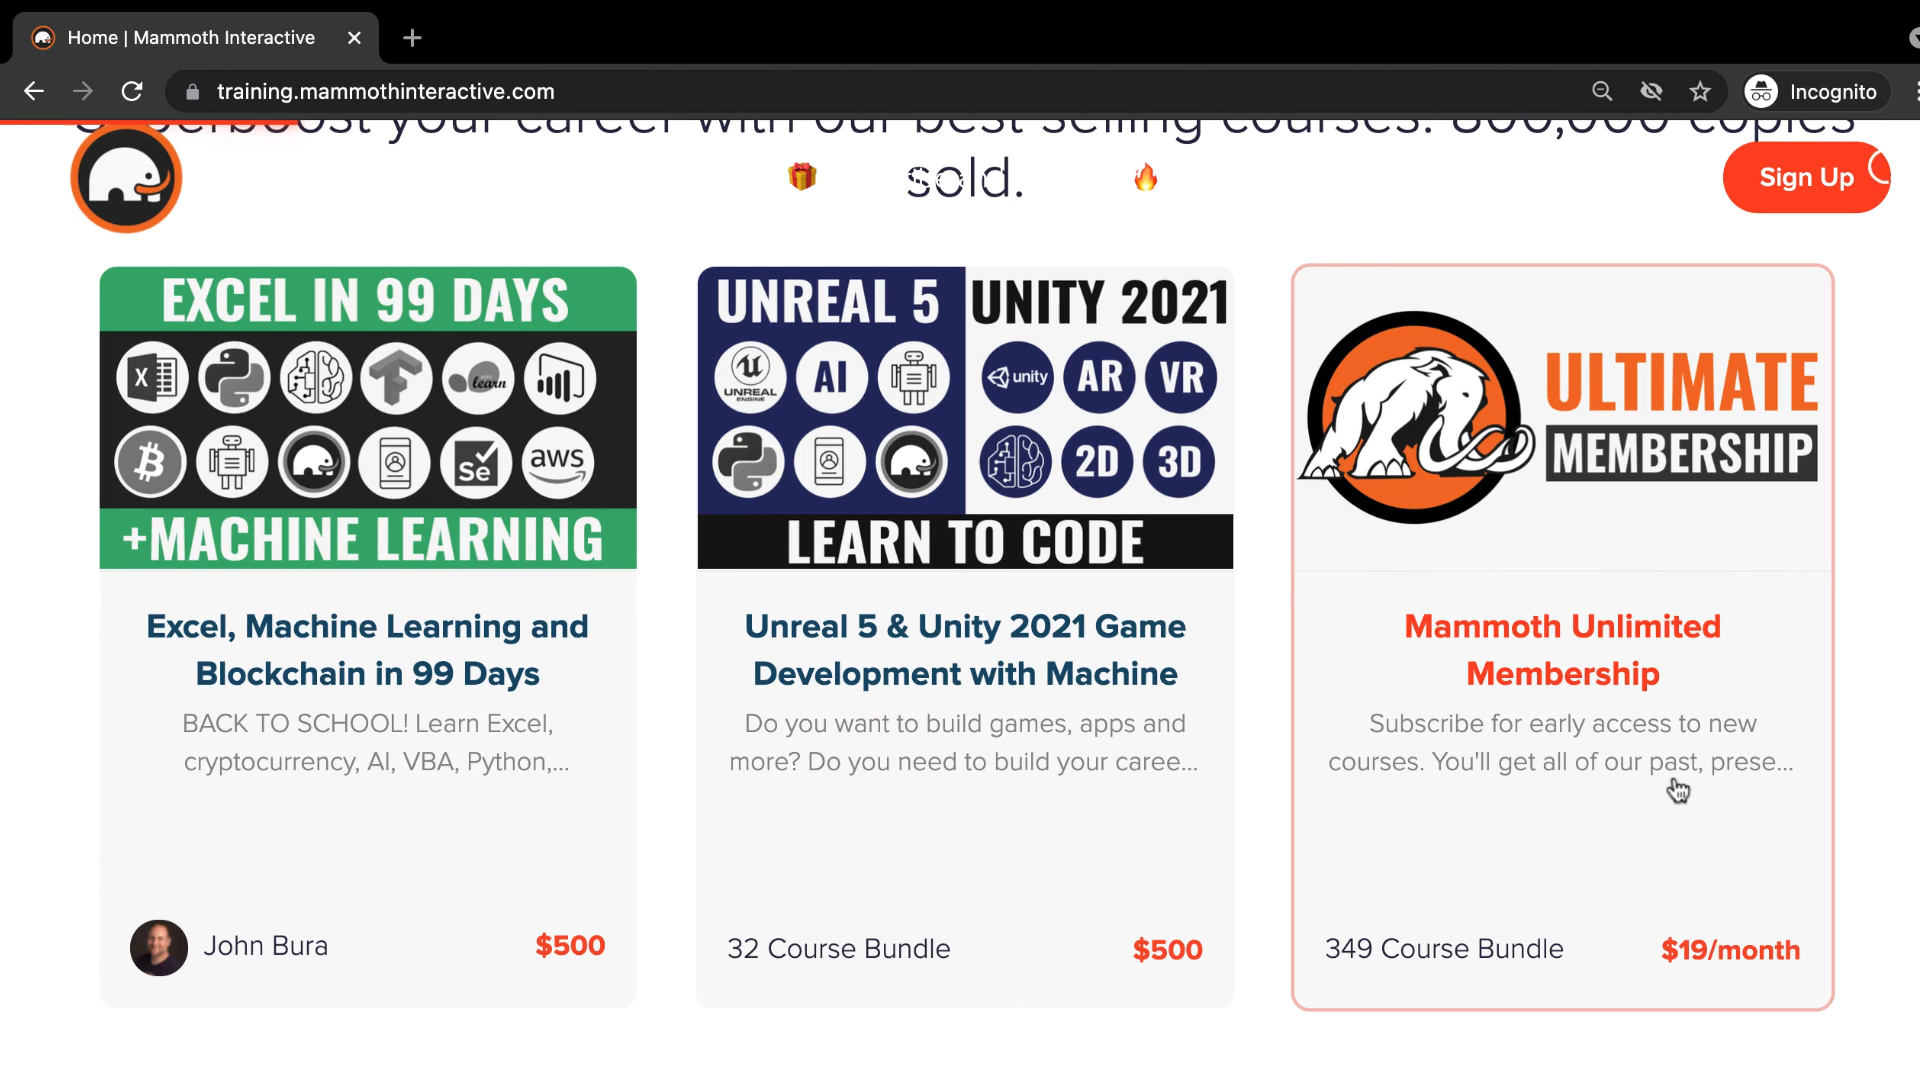 Home | Mammoth Interactive
training.mammothinteractive.com
Incognito
your career with our best selling courses. 800,000 copies
sold.
Sign Up
EXCEL IN 99 DAYS
X
learn
Se
aws
+MACHINE LEARNING
Excel, Machine Learning and
Blockchain in 99 Days
BACK TO SCHOOL! Learn Excel,
cryptocurrency, AI, VBA, Python,...
John Bura
$500
UNREAL 5
UNITY 2021
UNREAL
ENGINE
AI
unity
AR
VR
2D
3D
LEARN TO CODE
Unreal 5 & Unity 2021 Game
Development with Machine
Do you want to build games, apps and
more? Do you need to build your caree...
32 Course Bundle
$500
ULTIMATE
MEMBERSHIP
Mammoth Unlimited
Membership
Subscribe for early access to new
courses. You'll get all of our past, prese...
349 Course Bundle
$19/month